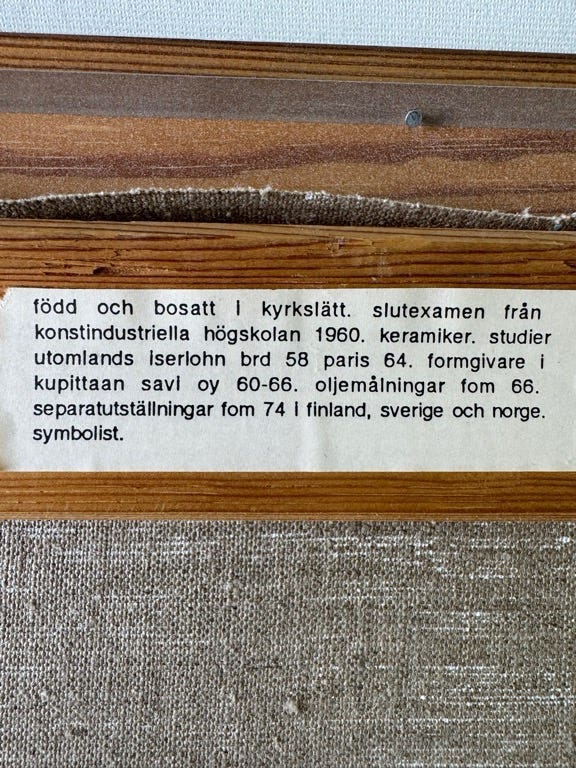 född och bosatt i kyrkslätt. slutexamen från
konstindustriella högskolan 1960. keramiker. studier
utomlands iserlohn brd 58 paris 64. formgivare i
kupittaan savi oy 60-66. oljemålningar fom 66.
separatutställningar fom 74 i finland, sverige och norge.
symbolist.